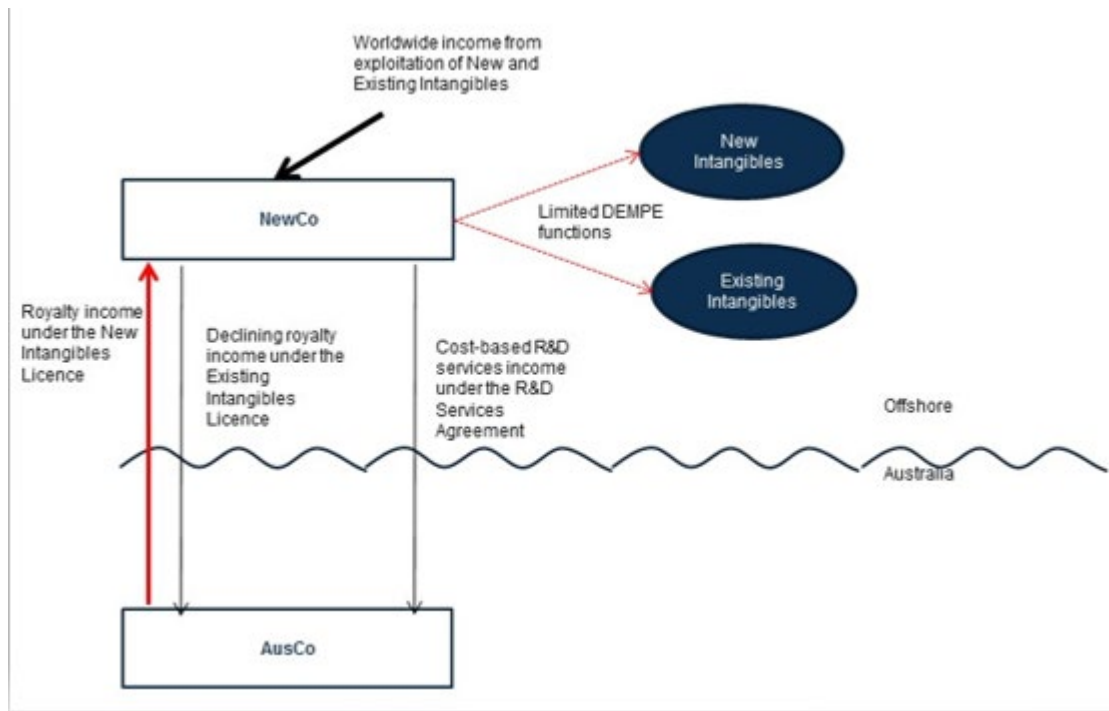 Worldwide income from
exploitation of New and
Existing Intangibles
New
Intangibles
NewCo
Limited DEMPE
functions
Existing
Intangibles
Royalty income
under the New
Intangibles
Licence
Declining royalty
income under the
Existing
Intangibles
Licence
Cost-based R&D
services income
under the R&D
Services
Agreement
Offshore
Australia
AusCo